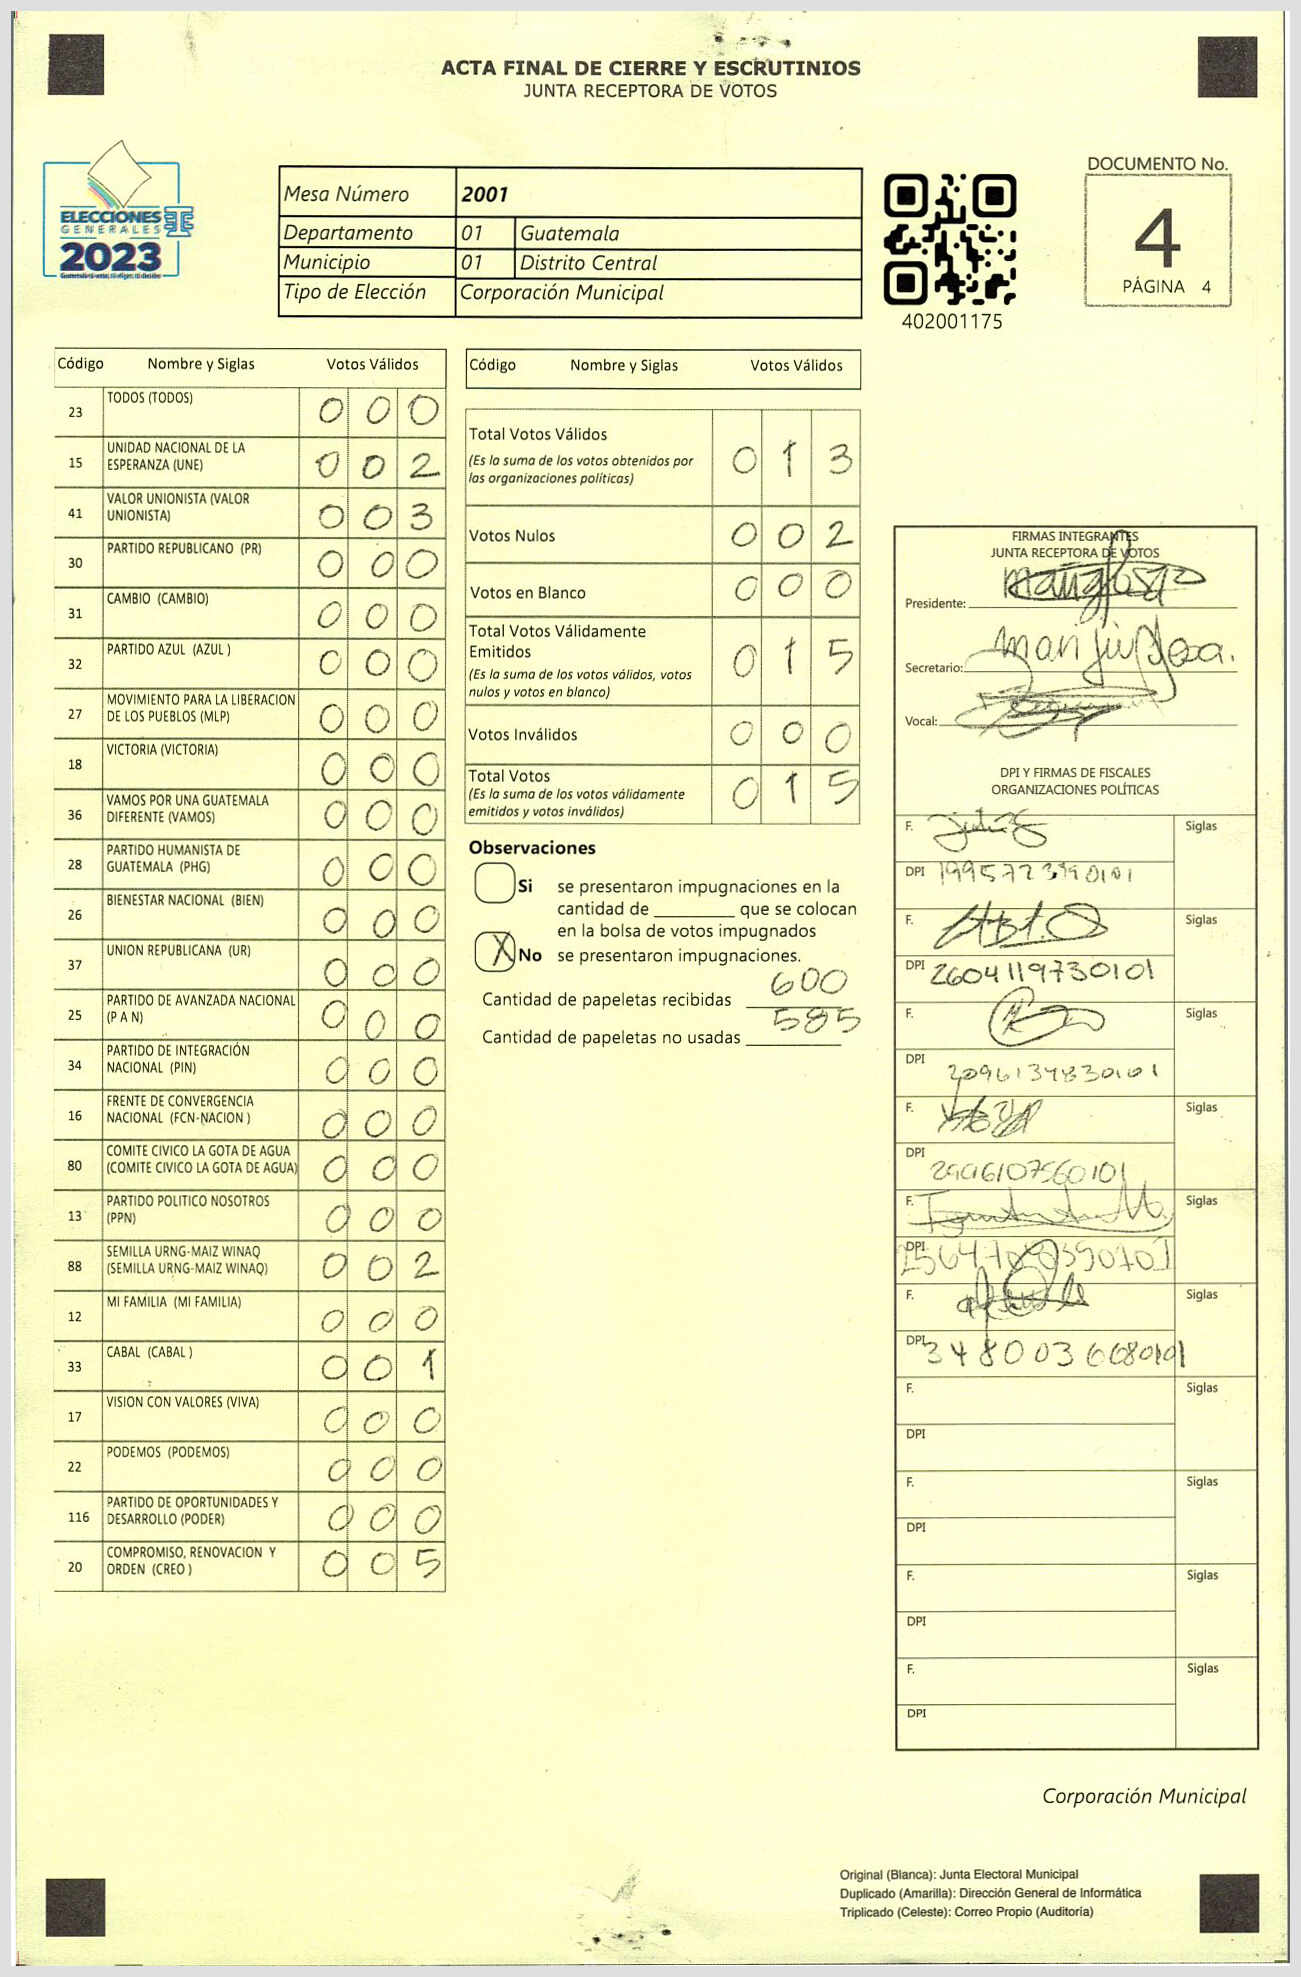 ACTA FINAL DE CIERRE Y ESCRUTINIOS
JUNTA RECEPTORA DE VOTOS
ELECCIONES
GENERALES
2023
Mesa Número 2001
Departamento 01 Guatemala
Municipio 01 Distrito Central
Tipo de Elección Corporación Municipal
402001175
DOCUMENTO No.
4
PÁGINA 4
Código Nombre y Siglas Votos Válidos
23 TODOS (TODOS) 0 0 0
15 UNIDAD NACIONAL DE LA
ESPERANZA (UNE) 0 0 2
41 VALOR UNIONISTA (VALOR
UNIONISTA) 0 0 3
30 PARTIDO REPUBLICANO (PR) 0 0 0
31 CAMBIO (CAMBIO) 0 0 0
32 PARTIDO AZUL (AZUL ) 0 0 0
27 MOVIMIENTO PARA LA LIBERACION
DE LOS PUEBLOS (MLP) 0 0 0
18 VICTORIA (VICTORIA) 0 0 0
36 VAMOS POR UNA GUATEMALA
DIFERENTE (VAMOS) 0 0 0
28 PARTIDO HUMANISTA DE
GUATEMALA (PHG) 0 0 0
26 BIENESTAR NACIONAL (BIEN) 0 0 0
37 UNION REPUBLICANA (UR) 0 0 0
25 PARTIDO DE AVANZADA NACIONAL
(P A N) 0 0 0
34 PARTIDO DE INTEGRACIÓN
NACIONAL (PIN) 0 0 0
16 FRENTE DE CONVERGENCIA
NACIONAL (FCN-NACION ) 0 0 0
80 COMITE CIVICO LA GOTA DE AGUA
(COMITE CIVICO LA GOTA DE AGUA) 0 0 0
13 PARTIDO POLITICO NOSOTROS
(PPN) 0 0 0
88 SEMILLA URNG-MAIZ WINAQ
(SEMILLA URNG-MAIZ WINAQ) 0 0 2
12 MI FAMILIA (MI FAMILIA) 0 0 0
33 CABAL (CABAL ) 0 0 1
17 VISION CON VALORES (VIVA) 0 0 0
22 PODEMOS (PODEMOS) 0 0 0
116 PARTIDO DE OPORTUNIDADES Y
DESARROLLO (PODER) 0 0 0
20 COMPROMISO, RENOVACION Y
ORDEN (CREO ) 0 0 5
Código Nombre y Siglas Votos Válidos
Total Votos Válidos 0 1 3
(Es la suma de los votos obtenidos por
las organizaciones políticas)
Votos Nulos 0 0 2
Votos en Blanco 0 0 0
Total Votos Válidamente
Emitidos 0 1 5
(Es la suma de los votos válidos, votos
nulos y votos en blanco)
Votos Inválidos 0 0 0
Total Votos 0 1 5
(Es la suma de los votos válidamente
emitidos y votos inválidos)
Observaciones
Si se presentaron impugnaciones en la
cantidad de ________ que se colocan
en la bolsa de votos impugnados
X No se presentaron impugnaciones.
Cantidad de papeletas recibidas 600
Cantidad de papeletas no usadas 585
FIRMAS INTEGRANTES
JUNTA RECEPTORA DE VOTOS
Presidente:
Secretario:
Vocal:
DPI Y FIRMAS DE FISCALES
ORGANIZACIONES POLÍTICAS
F. Siglas
DPI
F. Siglas
DPI 2604119730101
F. Siglas
DPI 2096134830101
F. Siglas
DPI 2996107560101
F. Siglas
DPI
F. Siglas
DPI 3480036680101
F. Siglas
DPI
F. Siglas
DPI
F. Siglas
DPI
F. Siglas
DPI
Corporación Municipal
Original (Blanca): Junta Electoral Municipal
Duplicado (Amarilla): Dirección General de Informática
Triplicado (Celeste): Correo Propio (Auditoría)